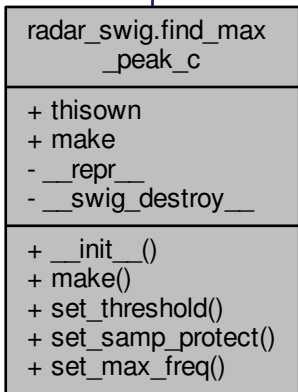 radar_swig.find_max
_peak_c
+ thisown
+ make
- __repr__
- __swig_destroy__
+ __init__()
+ make()
+ set_threshold()
+ set_samp_protect()
+ set_max_freq()